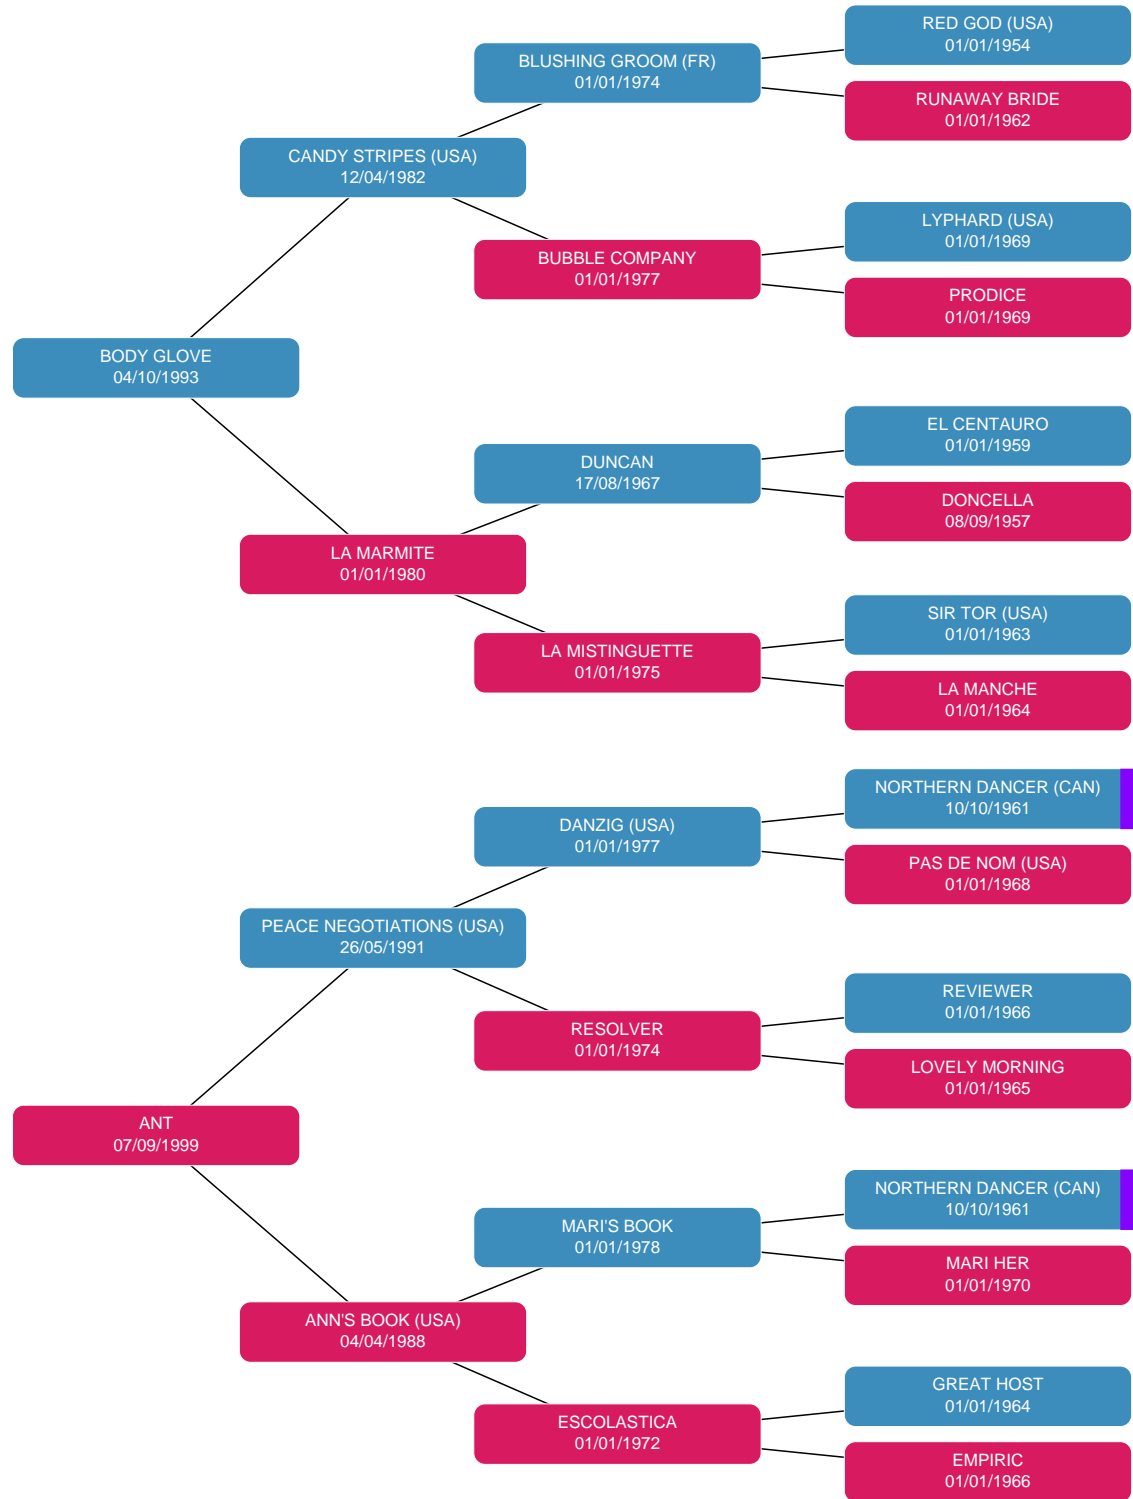 RED GOD (USA)
01/01/1954
BLUSHING GROOM (FR)
01/01/1974
RUNAWAY BRIDE
01/01/1962
CANDY STRIPES (USA)
12/04/1982
LYPHARD (USA)
01/01/1969
BUBBLE COMPANY
01/01/1977
PRODICE
01/01/1969
BODY GLOVE
04/10/1993
EL CENTAURO
01/01/1959
DUNCAN
17/08/1967
DONCELLA
08/09/1957
LA MARMITE
01/01/1980
SIR TOR (USA)
01/01/1963
LA MISTINGUETTE
01/01/1975
LA MANCHE
01/01/1964
NORTHERN DANCER (CAN)
10/10/1961
DANZIG (USA)
01/01/1977
PAS DE NOM (USA)
01/01/1968
PEACE NEGOTIATIONS (USA)
26/05/1991
REVIEWER
01/01/1966
RESOLVER
01/01/1974
LOVELY MORNING
01/01/1965
ANT
07/09/1999
NORTHERN DANCER (CAN)
10/10/1961
MARI'S BOOK
01/01/1978
MARI HER
01/01/1970
ANN'S BOOK (USA)
04/04/1988
GREAT HOST
01/01/1964
ESCOLASTICA
01/01/1972
EMPIRIC
01/01/1966